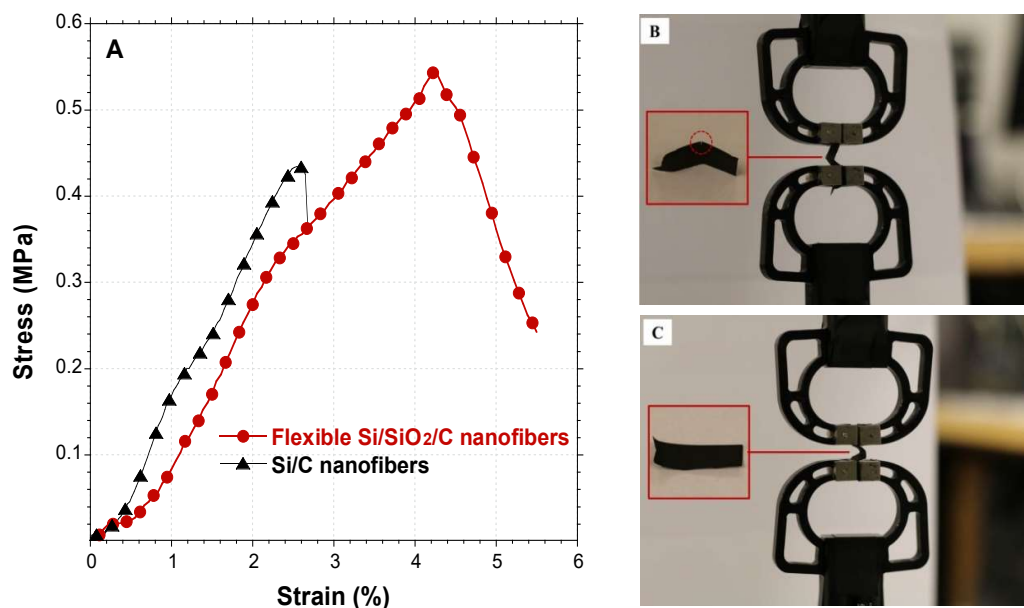 A
0.6
0.5
0.4
0.3
0.2
0.1
Stress (MPa)
Flexible Si/SiO₂/C nanofibers
Si/C nanofibers
0 1 2 3 4 5 6
Strain (%)
B
C